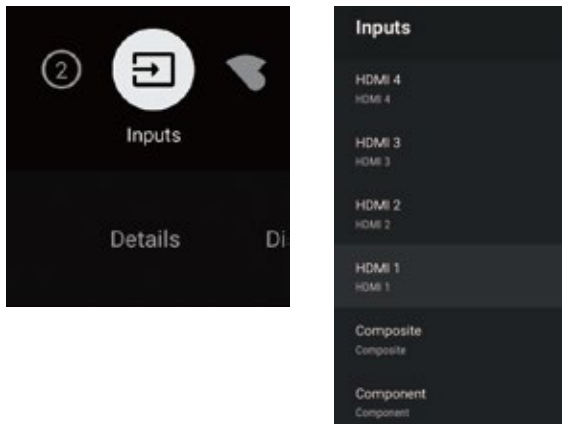 2
Inputs
Details
Di
Inputs
HDMI 4
HDMI 4
HDMI 3
HDMI 3
HDMI 2
HDMI 2
HDMI 1
HDMI 1
Composite
Composite
Component
Component